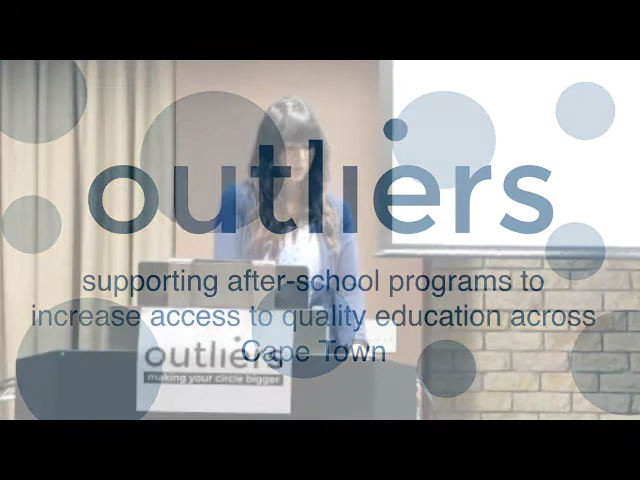 outliers
supporting after-school programs to
increase access to quality education across
Cape Town
outliers
making your circle bigger